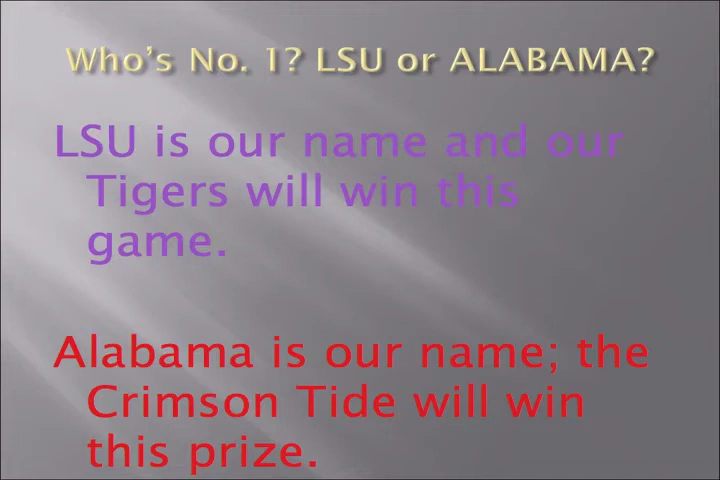 Who’s No. 1? LSU or ALABAMA?
LSU is our name and our
Tigers will win this
game.
Alabama is our name; the
Crimson Tide will win
this prize.